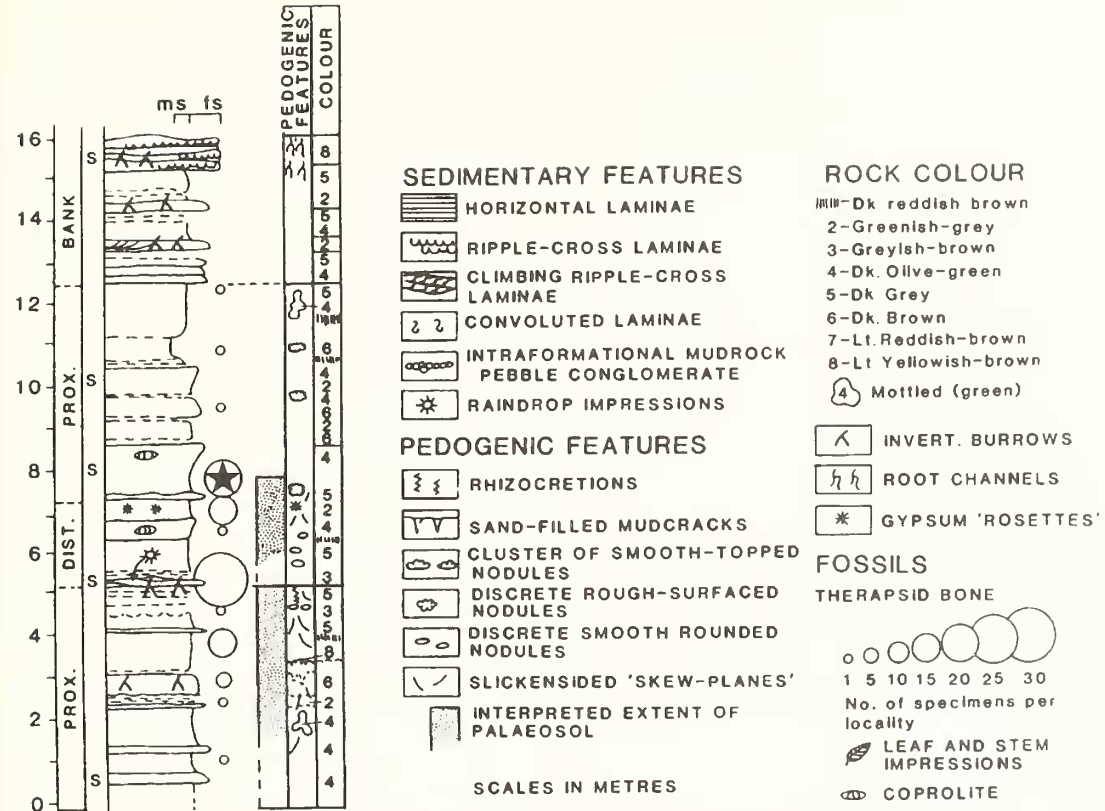 PEDOGENIC
FEATURES
COLOUR
ms fs
16
14
12
10
8
6
4
2
0
BANK
PROX.
DIST.
PROX.
S
S
S
S
S
8
5
2
5
4
2
5
4
5
4
6
4
2
4
6
2
6
4
5
2
4
5
3
5
3
5
8
6
2
4
4
4
SEDIMENTARY FEATURES
HORIZONTAL LAMINAE
RIPPLE-CROSS LAMINAE
CLIMBING RIPPLE-CROSS
LAMINAE
CONVOLUTED LAMINAE
INTRAFORMATIONAL MUDROCK
PEBBLE CONGLOMERATE
RAINDROP IMPRESSIONS
PEDOGENIC FEATURES
RHIZOCRETIONS
SAND-FILLED MUDCRACKS
CLUSTER OF SMOOTH-TOPPED
NODULES
DISCRETE ROUGH-SURFACED
NODULES
DISCRETE SMOOTH ROUNDED
NODULES
SLICKENSIDED 'SKEW-PLANES'
INTERPRETED EXTENT OF
PALAEOSOL
SCALES IN METRES
ROCK COLOUR
-Dk reddish brown
2-Greenish-grey
3-Greyish-brown
4-Dk. Olive-green
5-Dk Grey
6-Dk. Brown
7-Lt. Reddish-brown
8-Lt Yellowish-brown
4 Mottled (green)
INVERT. BURROWS
ROOT CHANNELS
GYPSUM 'ROSETTES'
FOSSILS
THERAPSID BONE
1 5 10 15 20 25 30
No. of specimens per
locality
LEAF AND STEM
IMPRESSIONS
COPROLITE